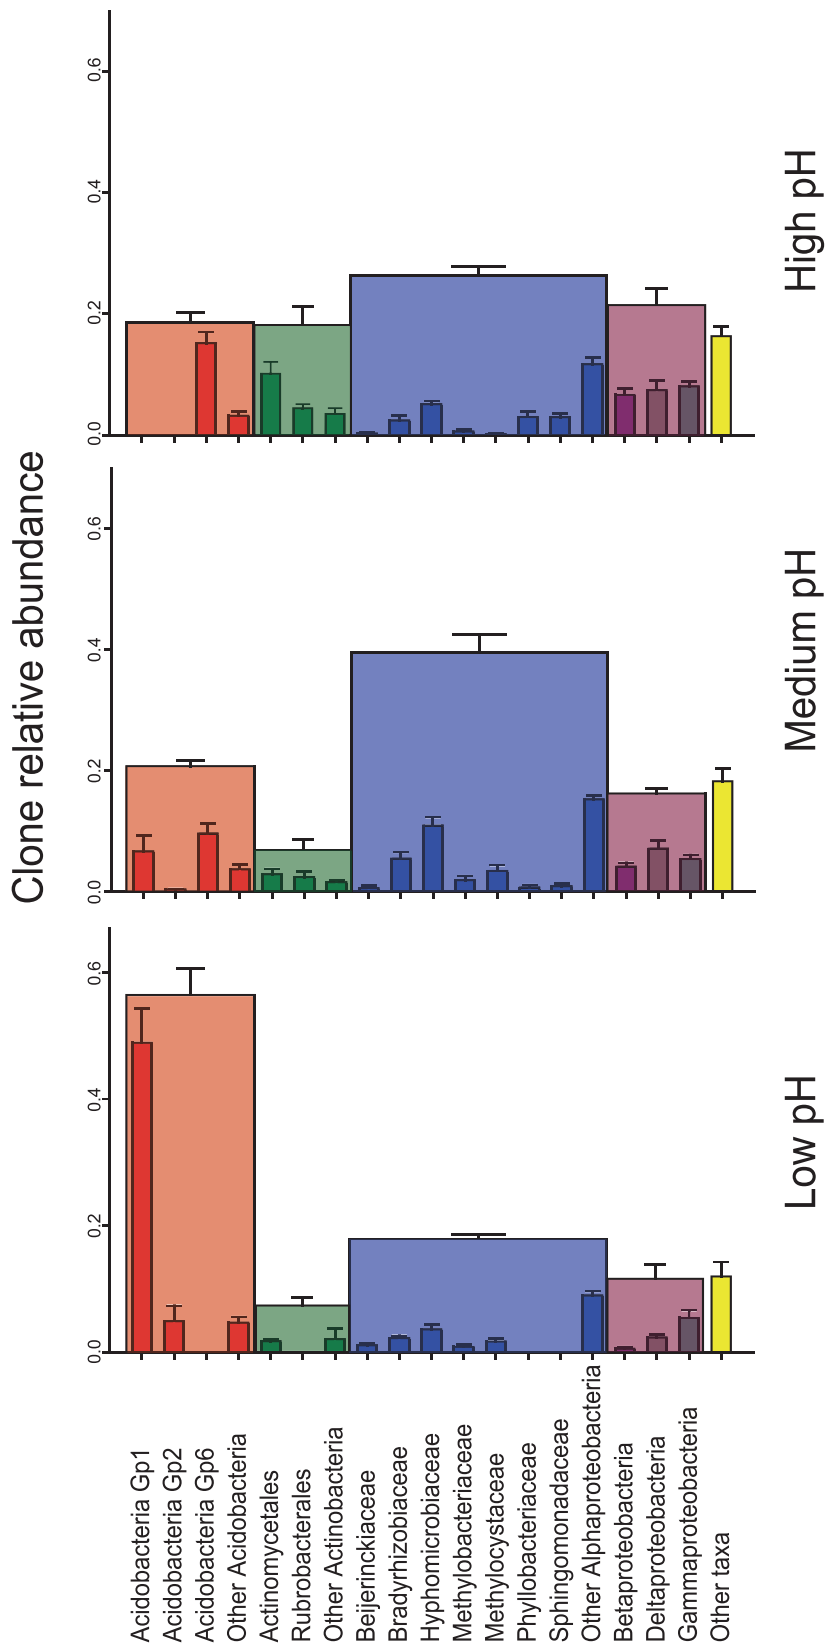 Clone relative abundance
0.0
0.2
0.4
0.6
High pH
0.0
0.2
0.4
0.6
Medium pH
0.0
0.2
0.4
0.6
Low pH
Acidobacteria Gp1
Acidobacteria Gp2
Acidobacteria Gp6
Other Acidobacteria
Actinomycetales
Rubrobacterales
Other Actinobacteria
Beijerinckiaceae
Bradyrhizobiaceae
Hyphomicrobiaceae
Methylobacteriaceae
Methylocystaceae
Phyllobacteriaceae
Sphingomonadaceae
Other Alphaproteobacteria
Betaproteobacteria
Deltaproteobacteria
Gammaproteobacteria
Other taxa